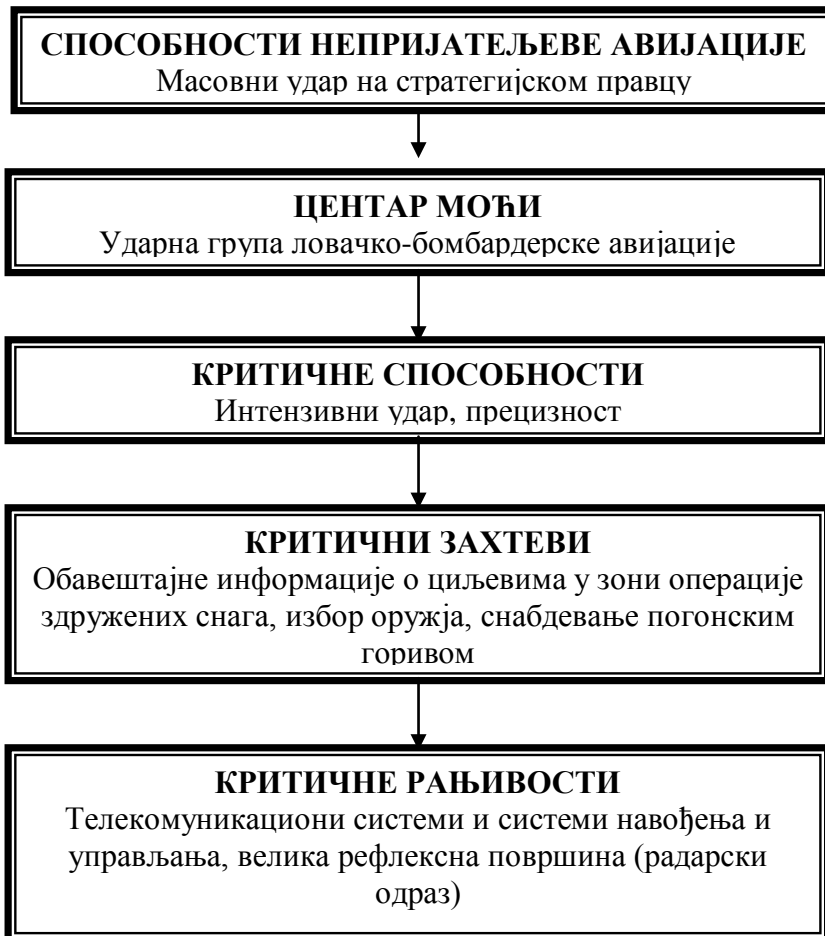 СПОСОБНОСТИ НЕПРИЈАТЕЉЕВЕ АВИЈАЦИЈЕ
Масовни удар на стратегијском правцу
ЦЕНТАР МОЋИ
Ударна група ловачко-бомбардерске авијације
КРИТИЧНЕ СПОСОБНОСТИ
Интензивни удар, прецизност
КРИТИЧНИ ЗАХТЕВИ
Обавештајне информације о циљевима у зони операције
здружених снага, избор оружја, снабдевање погонским
горивом
КРИТИЧНЕ РАЊИВОСТИ
Телекомуникациони системи и системи навођења и
управљања, велика рефлексна површина (радарски
одраз)